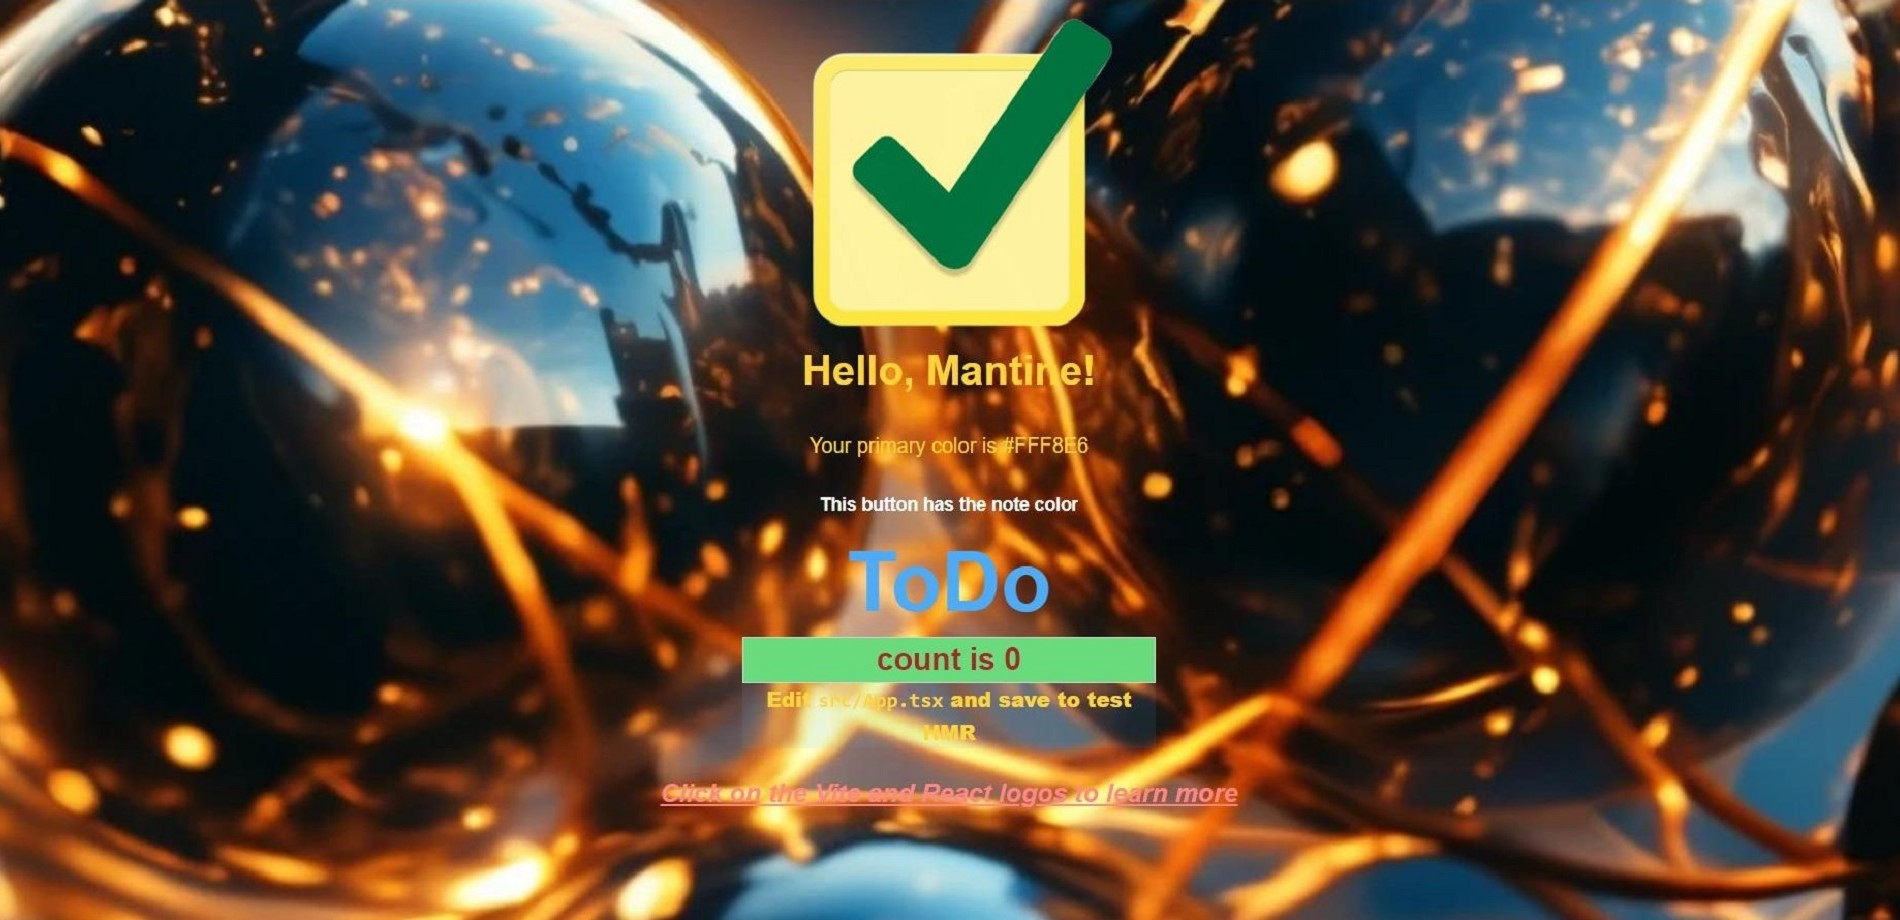 Hello, Mantine!
Your primary color is #FFF8E6
This button has the note color
ToDo
count is 0
Edit src/App.tsx and save to test
HMR
Click on the Vite and React logos to learn more